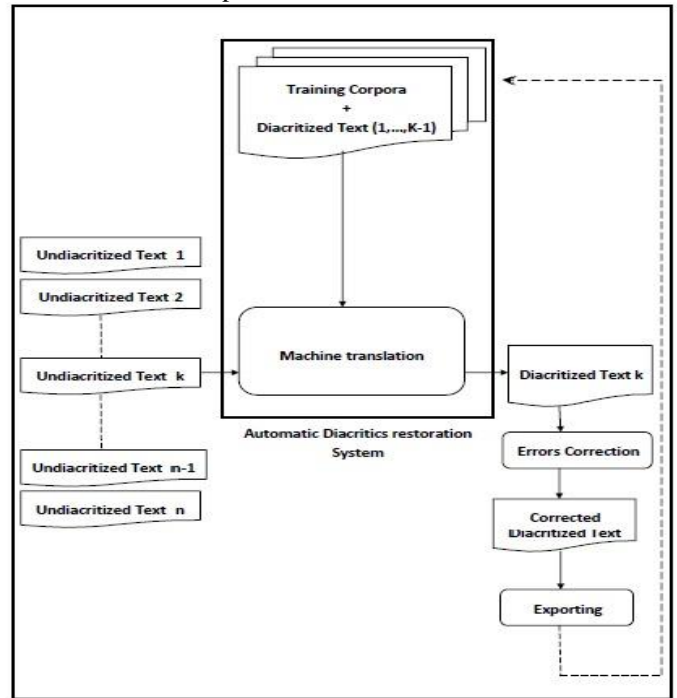 Training Corpora
+
Diacritized Text (1,...,K-1)
Undiacritized Text 1
Undiacritized Text 2
Undiacritized Text k
Undiacritized Text n-1
Undiacritized Text n
Machine translation
Automatic Diacritics restoration
System
Diacritized Text k
Errors Correction
Corrected
Diacritized Text
Exporting